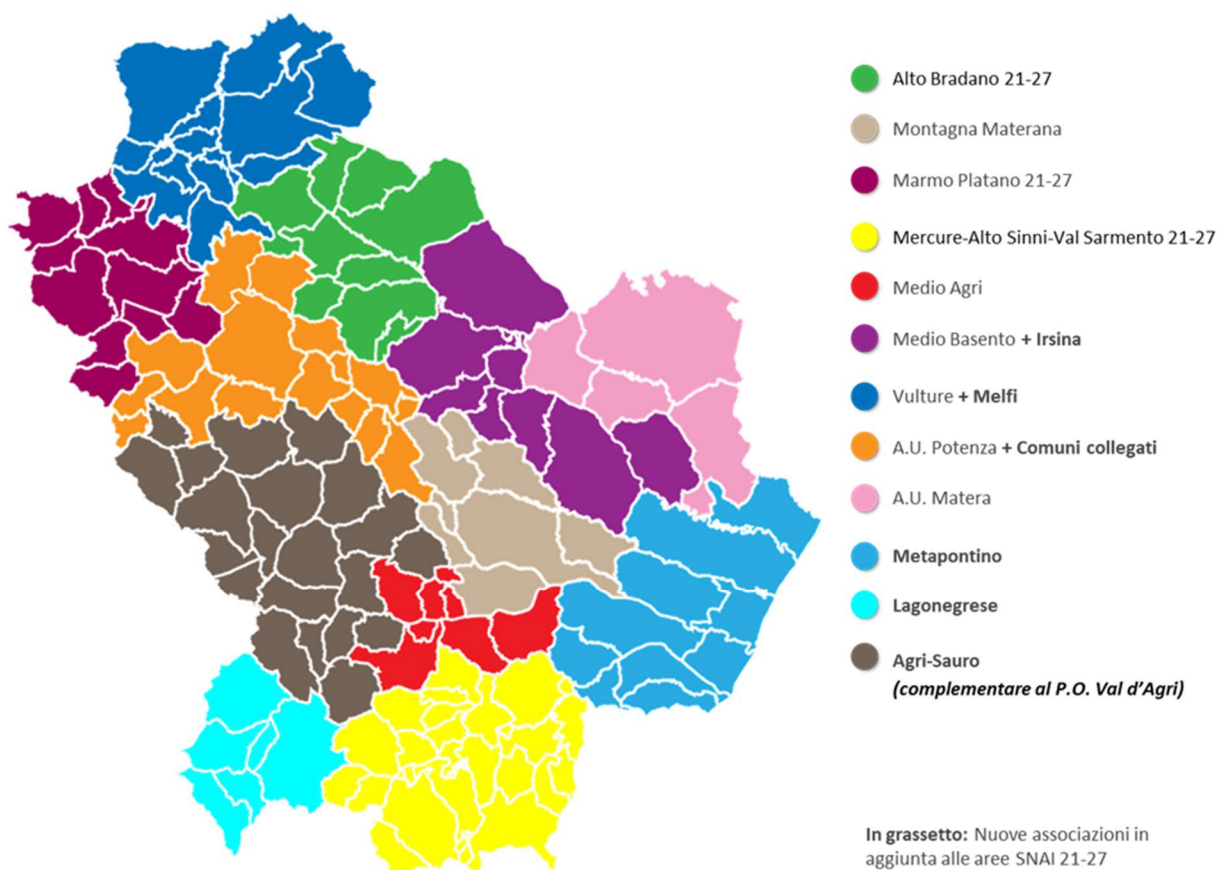 Alto Bradano 21-27
Montagna Materana
Marmo Platano 21-27
Mercure-Alto Sinni-Val Sarmento 21-27
Medio Agri
Medio Basento + Irsina
Vulture + Melfi
A.U. Potenza + Comuni collegati
A.U. Matera
Metapontino
Lagonegrese
Agri-Sauro
(complementare al P.O. Val d'Agri)
In grassetto: Nuove associazioni in
aggiunta alle aree SNAI 21-27